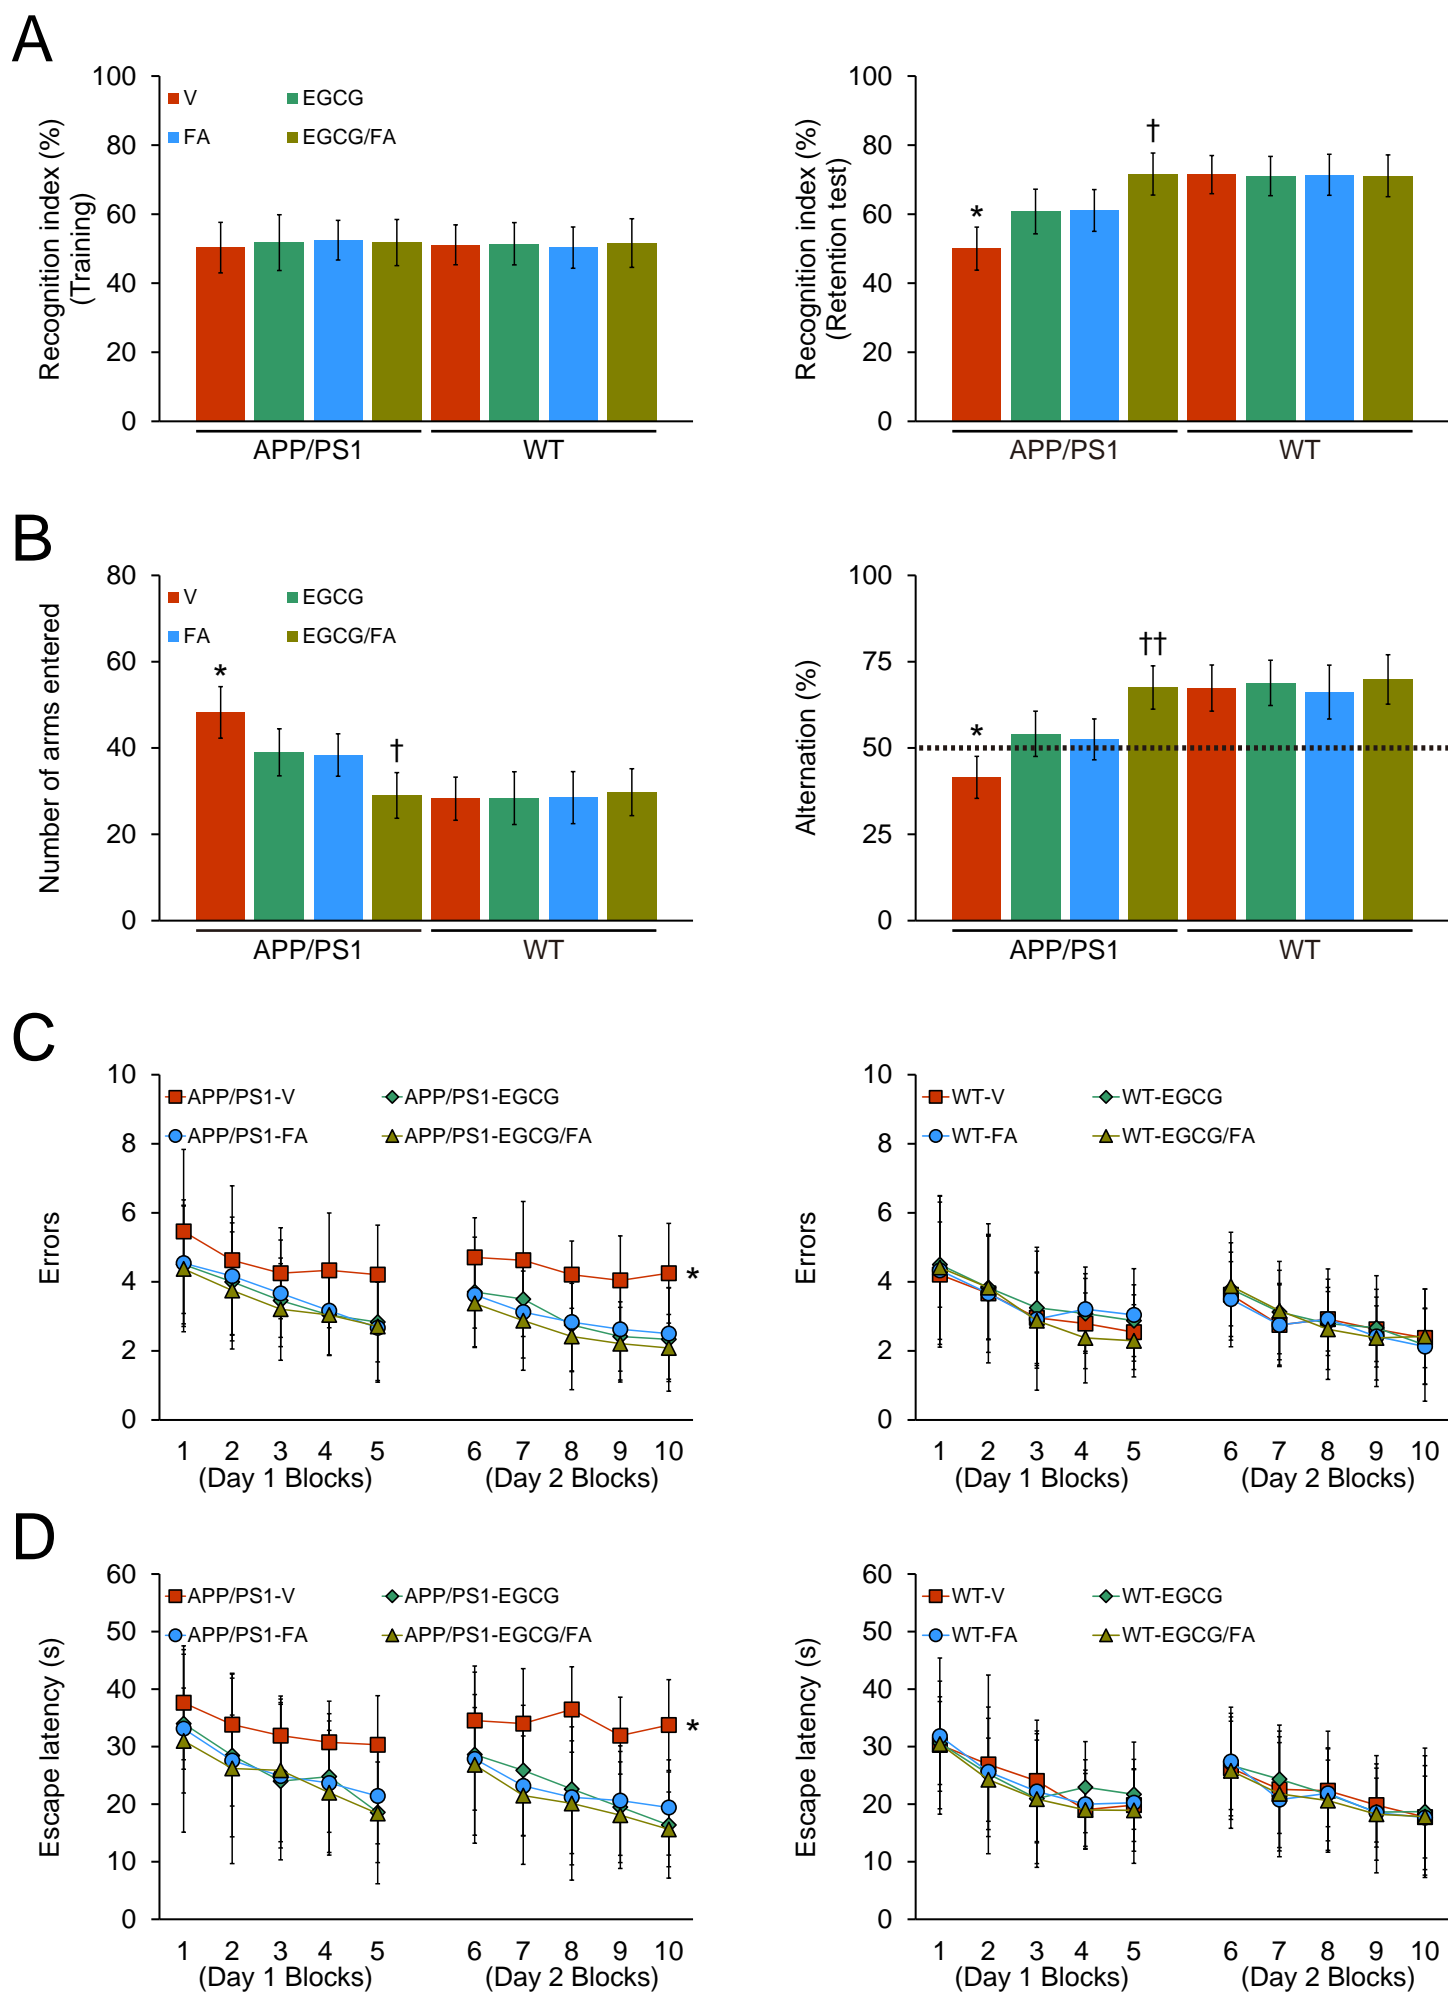 A
Recognition index (%)
(Training)
100
80
60
40
20
0
V
EGCG
FA
EGCG/FA
APP/PS1
WT
Recognition index (%)
(Retention test)
100
80
60
40
20
0
*
†
APP/PS1
WT
B
Number of arms entered
80
60
40
20
0
V
EGCG
FA
EGCG/FA
*
†
APP/PS1
WT
Alternation (%)
100
75
50
25
0
*
††
APP/PS1
WT
C
Errors
10
8
6
4
2
0
APP/PS1-V
APP/PS1-EGCG
APP/PS1-FA
APP/PS1-EGCG/FA
*
1 2 3 4 5 6 7 8 9 10
(Day 1 Blocks) (Day 2 Blocks)
Errors
10
8
6
4
2
0
WT-V
WT-EGCG
WT-FA
WT-EGCG/FA
1 2 3 4 5 6 7 8 9 10
(Day 1 Blocks) (Day 2 Blocks)
D
Escape latency (s)
60
50
40
30
20
10
0
APP/PS1-V
APP/PS1-EGCG
APP/PS1-FA
APP/PS1-EGCG/FA
*
1 2 3 4 5 6 7 8 9 10
(Day 1 Blocks) (Day 2 Blocks)
Escape latency (s)
60
50
40
30
20
10
0
WT-V
WT-EGCG
WT-FA
WT-EGCG/FA
1 2 3 4 5 6 7 8 9 10
(Day 1 Blocks) (Day 2 Blocks)